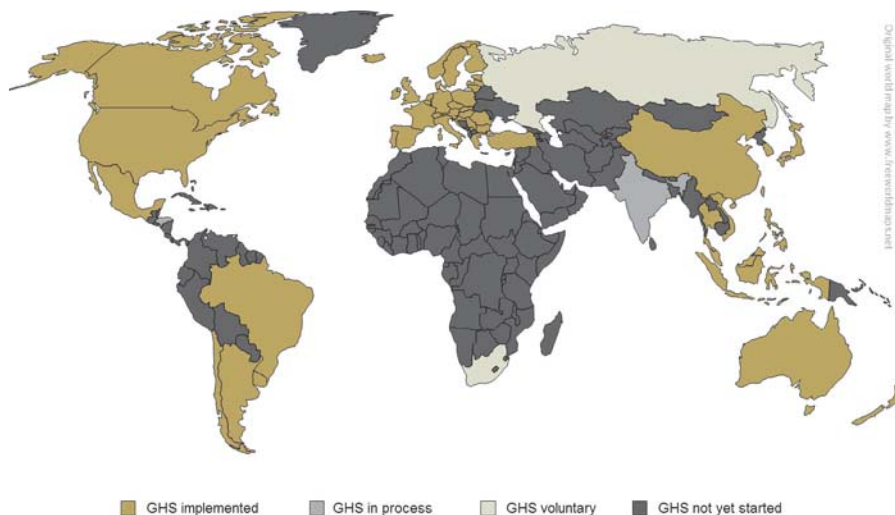 Original world map by www.freeworldmaps.net
GHS implemented
GHS in process
GHS voluntary
GHS not yet started